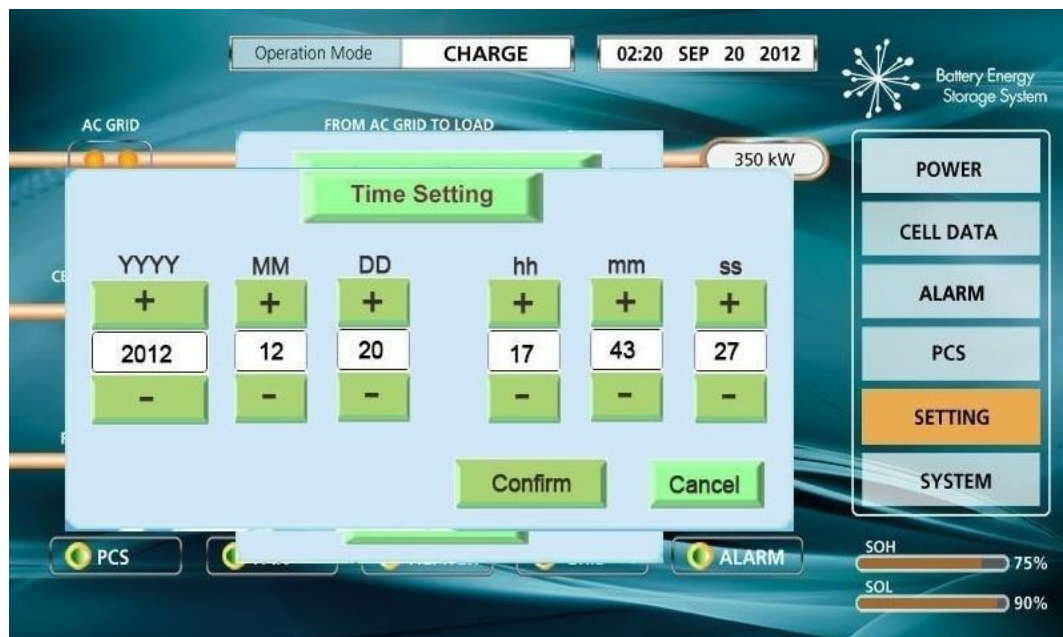 Operation Mode
CHARGE
02:20 SEP 20 2012
Battery Energy
Storage System
AC GRID
FROM AC GRID TO LOAD
350 kW
Time Setting
YYYY MM DD hh mm ss
+ + + + + +
2012 12 20 17 43 27
- - - - - -
Confirm
Cancel
POWER
CELL DATA
ALARM
PCS
SETTING
SYSTEM
PCS
ALARM
SOH
75%
SOL
90%